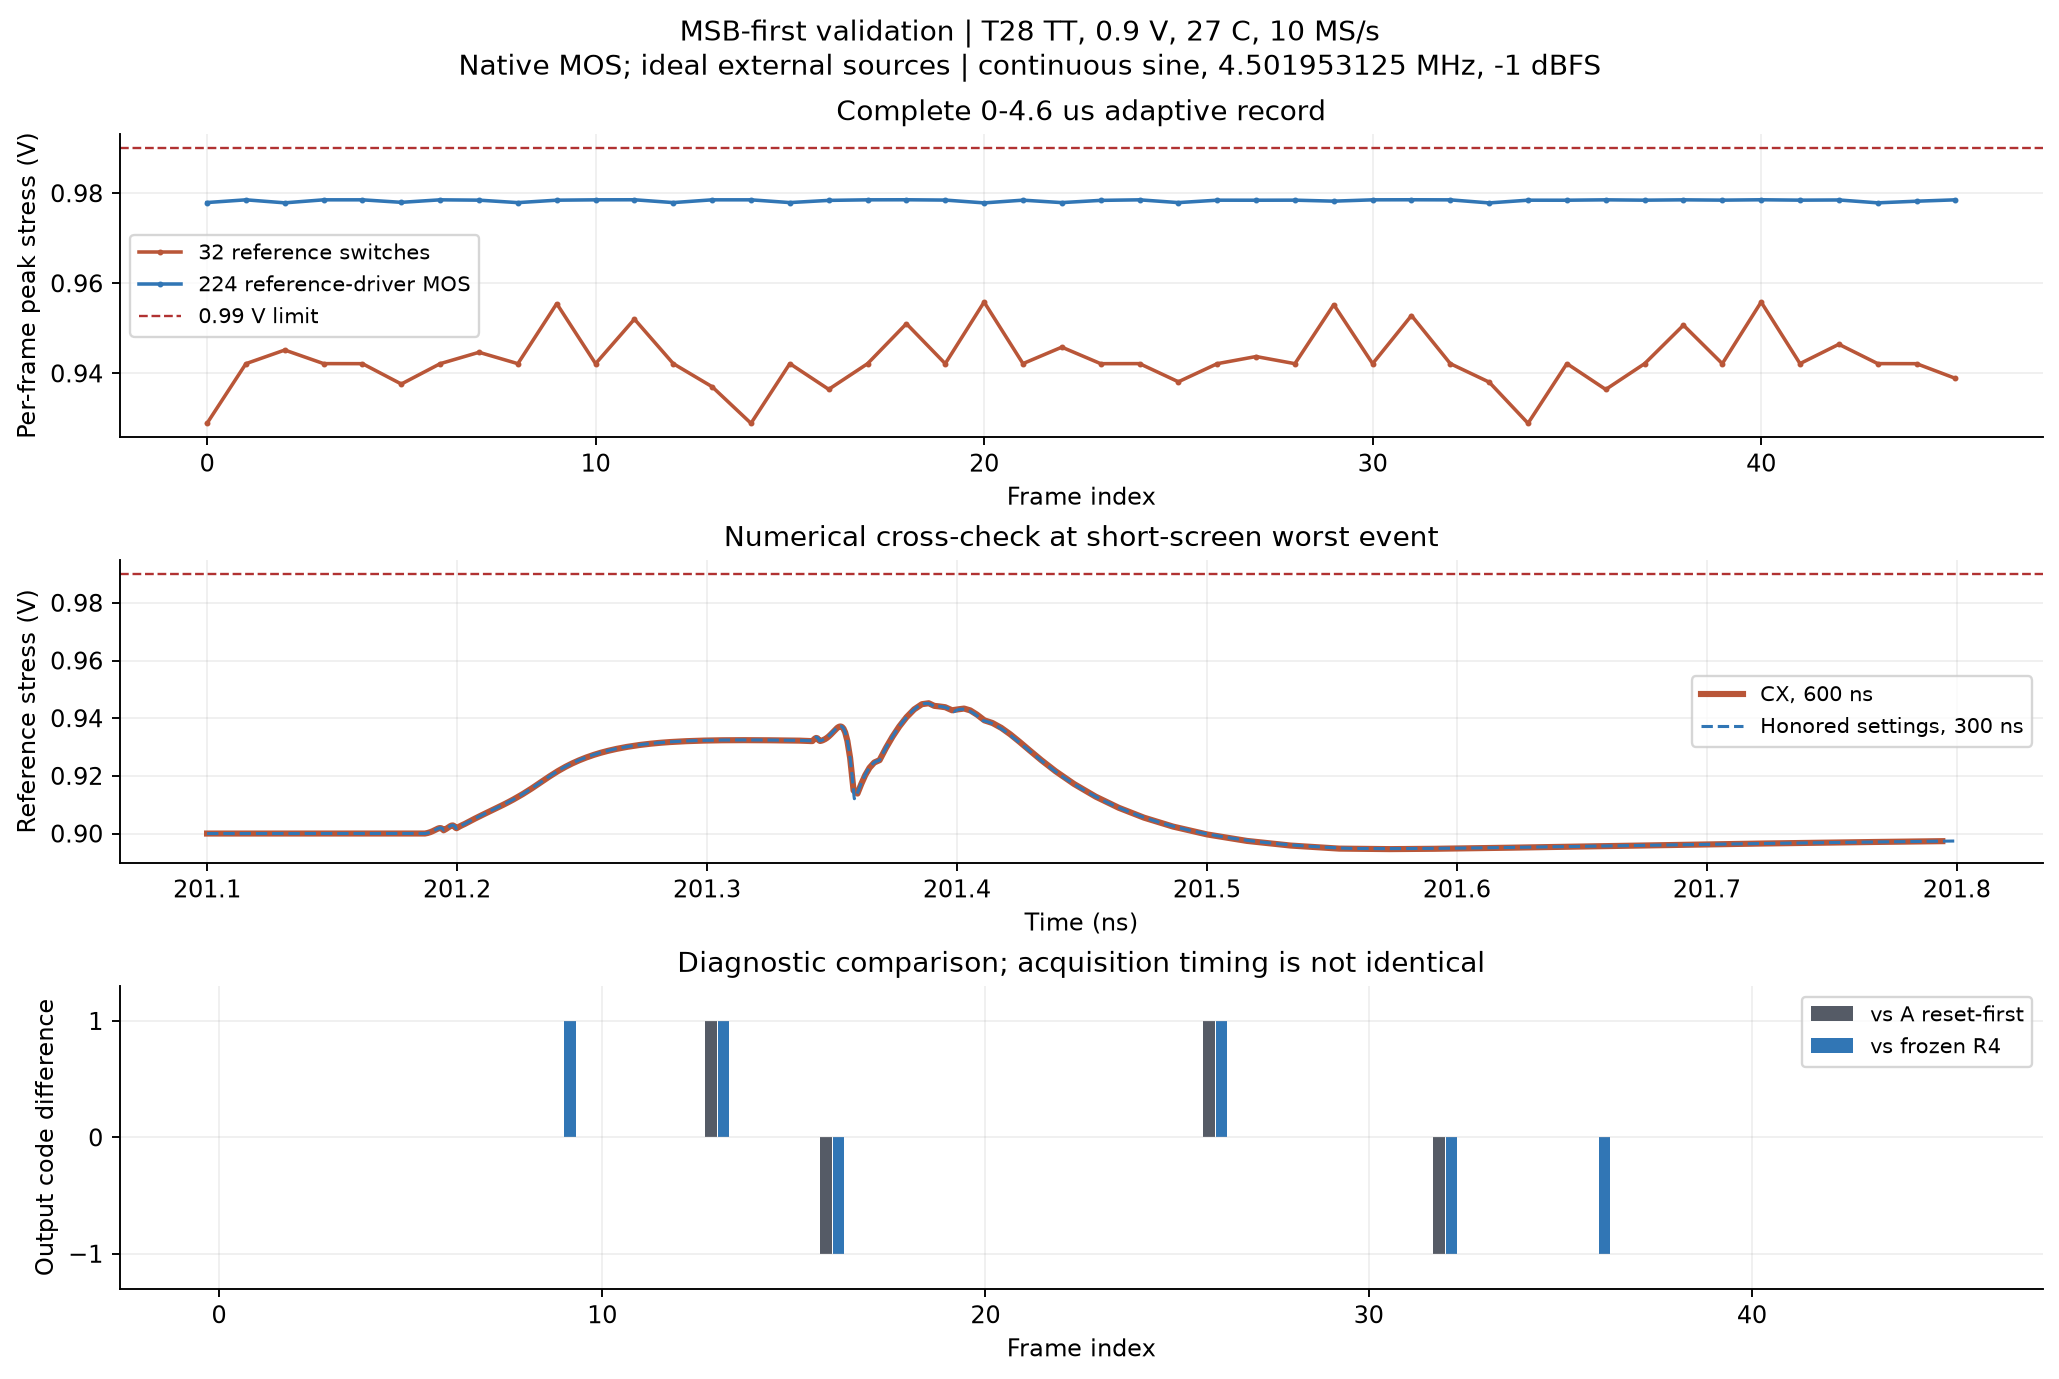 MSB-first validation | T28 TT, 0.9 V, 27 C, 10 MS/s
Native MOS; ideal external sources | continuous sine, 4.501953125 MHz, -1 dBFS
Complete 0-4.6 us adaptive record
Per-frame peak stress (V)
0.98
0.96
0.94
32 reference switches
224 reference-driver MOS
0.99 V limit
0 10 20 30 40
Frame index
Numerical cross-check at short-screen worst event
Reference stress (V)
0.98
0.96
0.94
0.92
0.90
CX, 600 ns
Honored settings, 300 ns
201.1 201.2 201.3 201.4 201.5 201.6 201.7 201.8
Time (ns)
Diagnostic comparison; acquisition timing is not identical
Output code difference
1
0
−1
vs A reset-first
vs frozen R4
0 10 20 30 40
Frame index